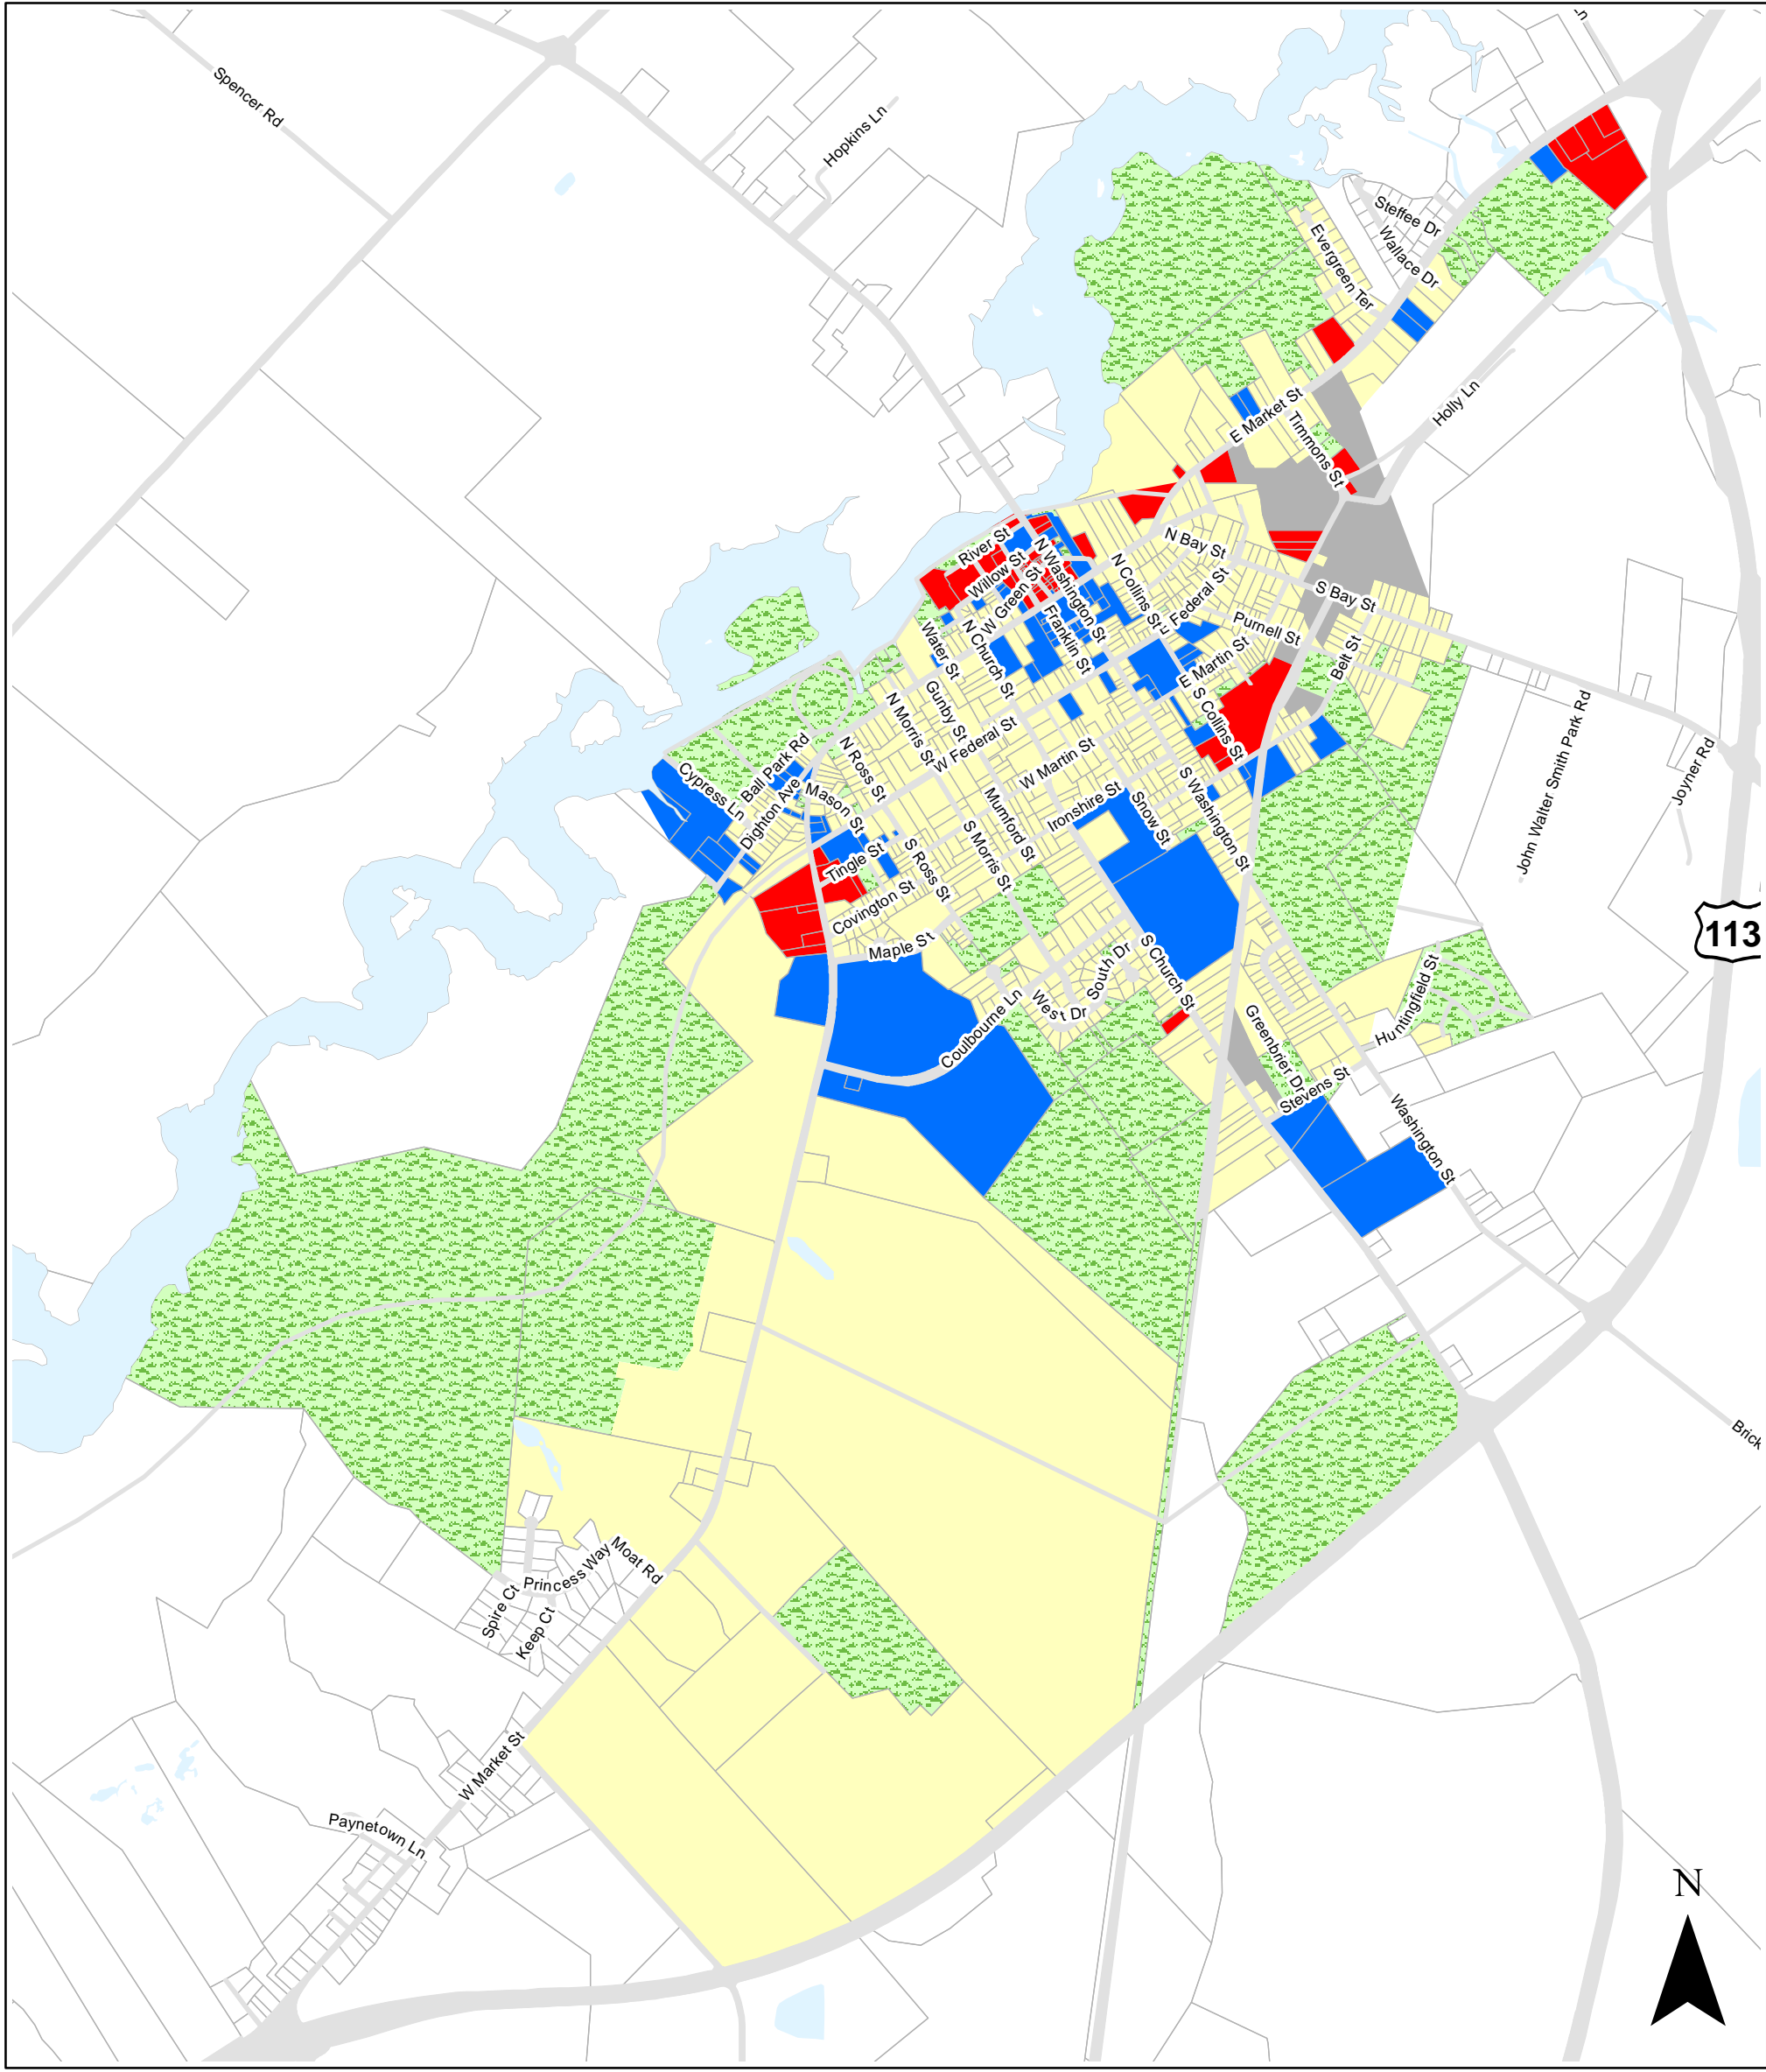 Ln
Spencer Rd
Hopkins Ln
Steffee Dr
Wallace Dr
Evergreen Ter
Holly Ln
E Market St
Timmons St
N Bay St
River St
Willow St
W Green St
N Washington St
N Collins St
E Federal St
S Bay St
Purnell St
Belt St
Franklin St
N Church St
Water St
E Martin St
S Collins St
Gunby St
N Morris St
W Federal St
W Martin St
N Ross St
Ball Park Rd
Cypress Ln
Dighton Ave
Mason St
Mumford St
Ironshire St
Snow St
S Washington St
John Walter Smith Park Rd
Joyner Rd
Tingle St
S Ross St
S Morris St
Covington St
Maple St
113
S Church St
South Dr
West Dr
Coulbourne Ln
Huntingfield St
Greenbrier Dr
Stevens St
Washington St
Brick
Moat Rd
Princess Way
Spire Ct
Keep Ct
W Market St
Paynetown Ln
N